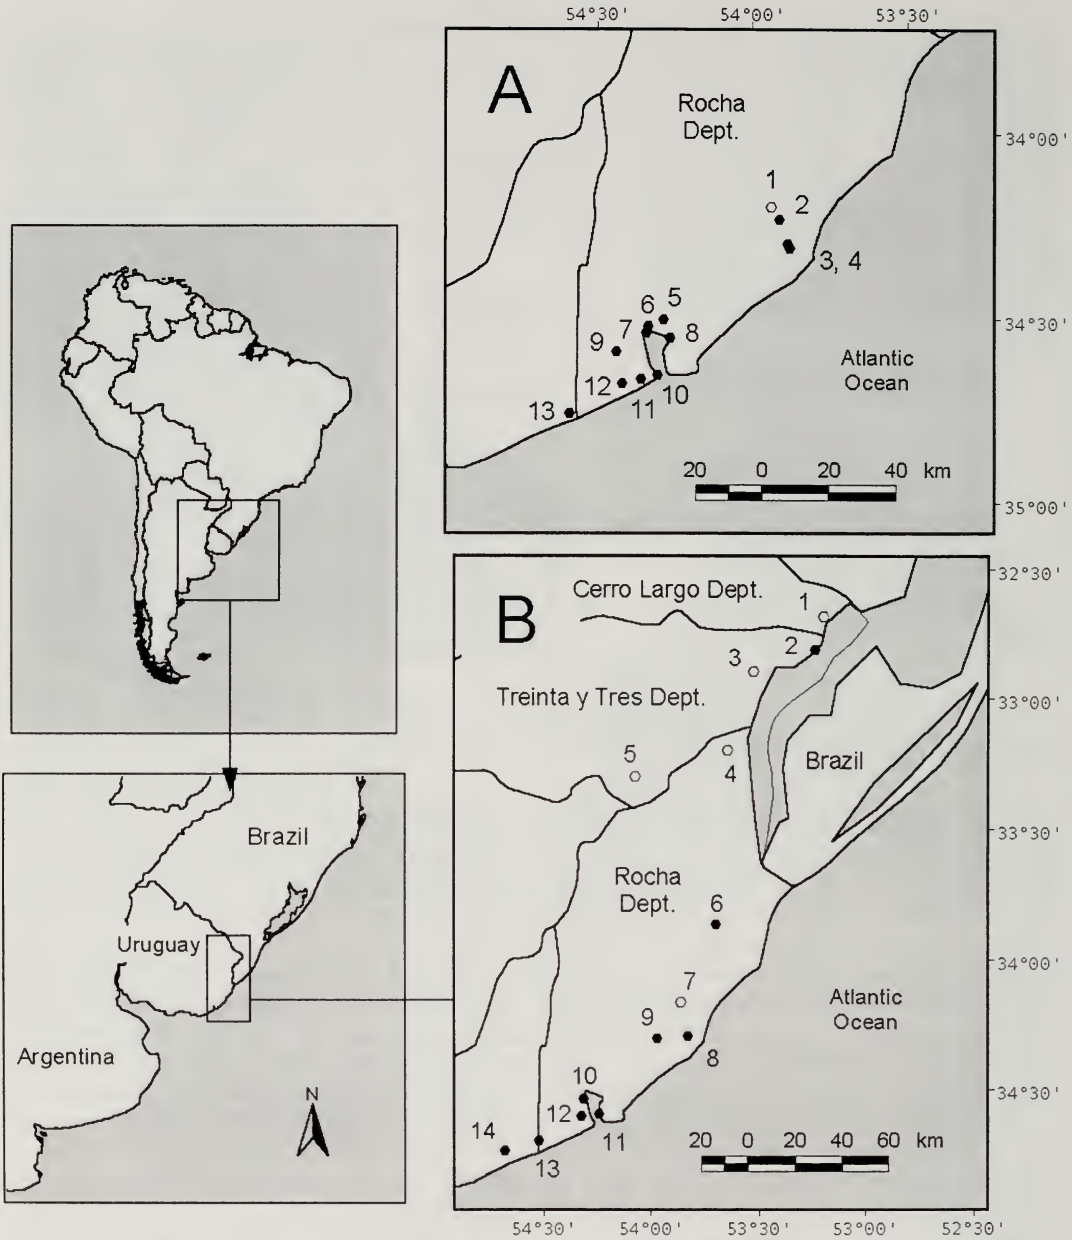 54°30'
54°00'
53°30'
A
Rocha
Dept.
34°00'
1
2
3, 4
5
6
7
8
34°30'
9
Atlantic
Ocean
12
10
11
13
20 0 20 40 km
35°00'
32°30'
Cerro Largo Dept.
1
B
2
3
Treinta y Tres Dept.
33°00'
Brazil
5
4
33°30'
Rocha
Dept.
6
34°00'
7
Atlantic
Ocean
9
8
10
34°30'
12
11
14
13
20 0 20 40 60 km
54°30'
54°00'
53°30'
53°00'
52°30'
Brazil
Uruguay
Argentina
N